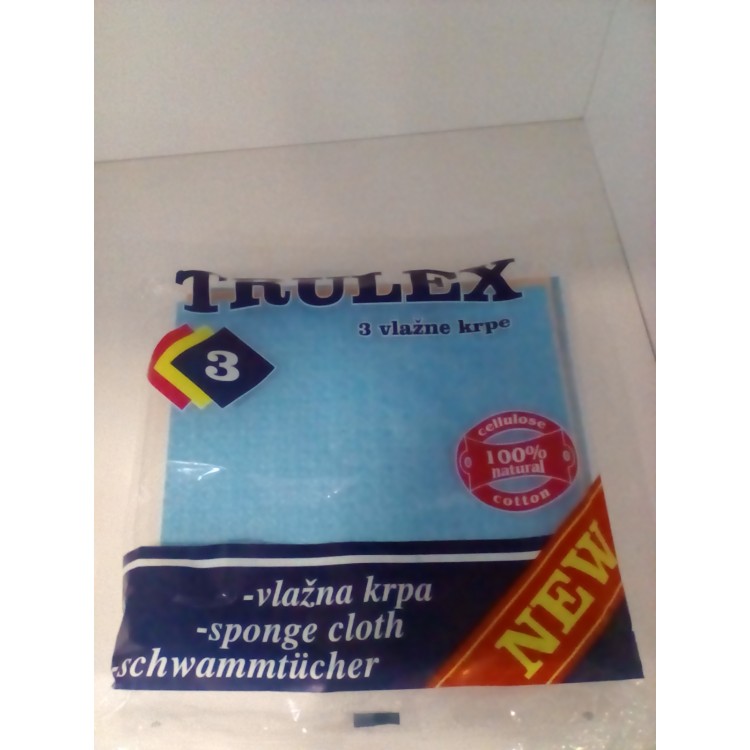 TRULEX
3 vlažne krpe
3
cellulose
100%
natural
cotton
NEW
-vlažna krpa
-sponge cloth
-schwammtücher